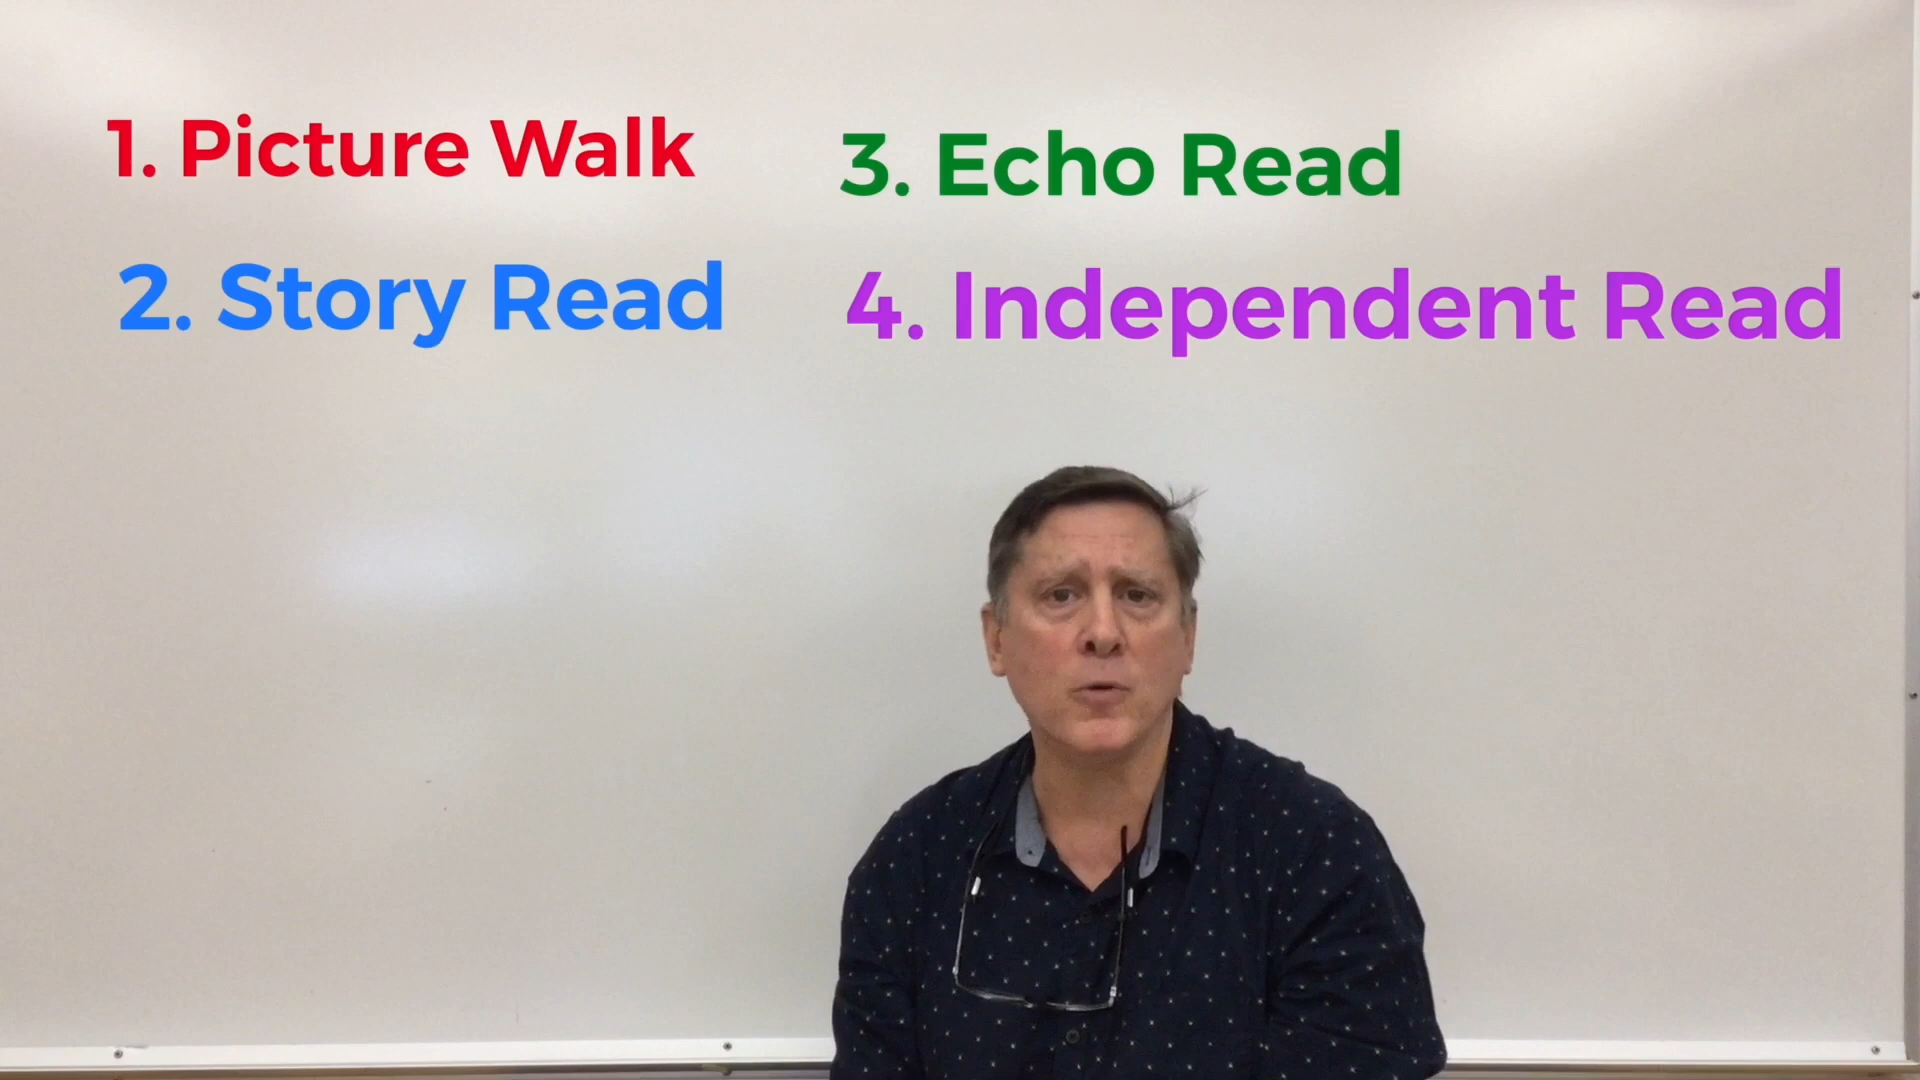 1. Picture Walk
2. Story Read
3. Echo Read
4. Independent Read